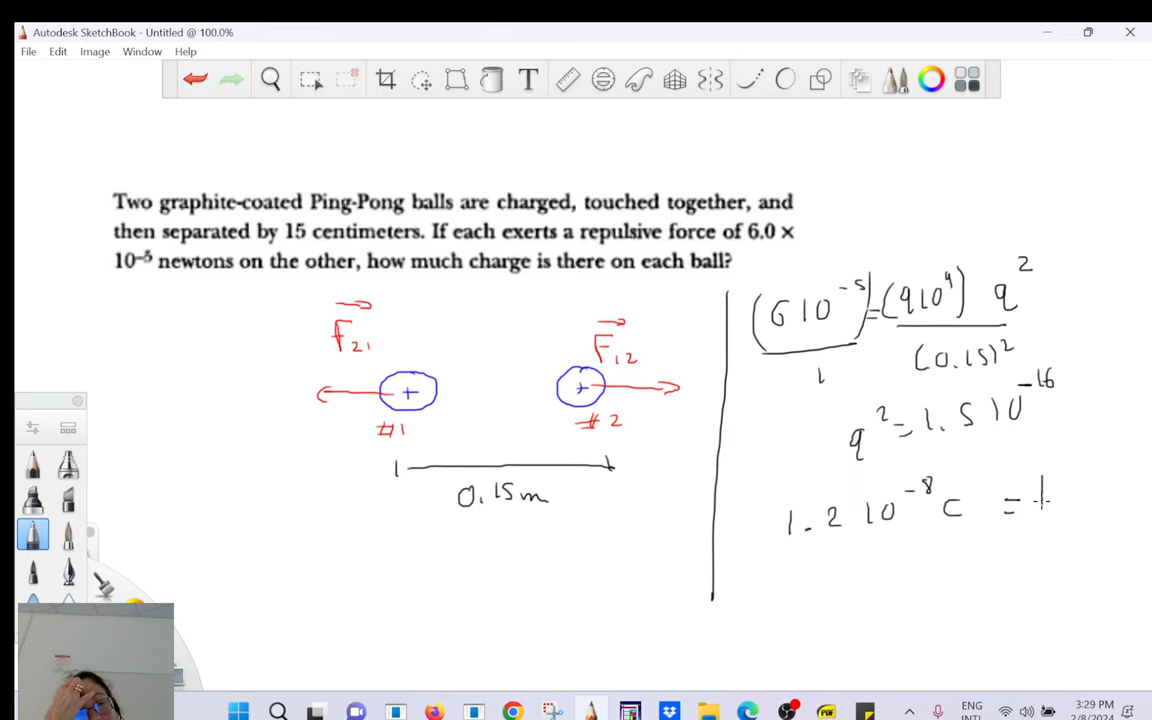 Autodesk SketchBook - Untitled @ 100.0%
File Edit Image Window Help
T
Two graphite-coated Ping-Pong balls are charged, touched together, and
then separated by 15 centimeters. If each exerts a repulsive force of 6.0 ×
10⁻⁵ newtons on the other, how much charge is there on each ball?
F21
F12
+
+
#1
#2
0.15m
(6 10⁻⁵) = (9 10⁹) q²
1
(0.15)²
q² = 1.5 10⁻¹⁶
1.2 10⁻⁸ C =
PDF
ENG
INTL
3:29 PM